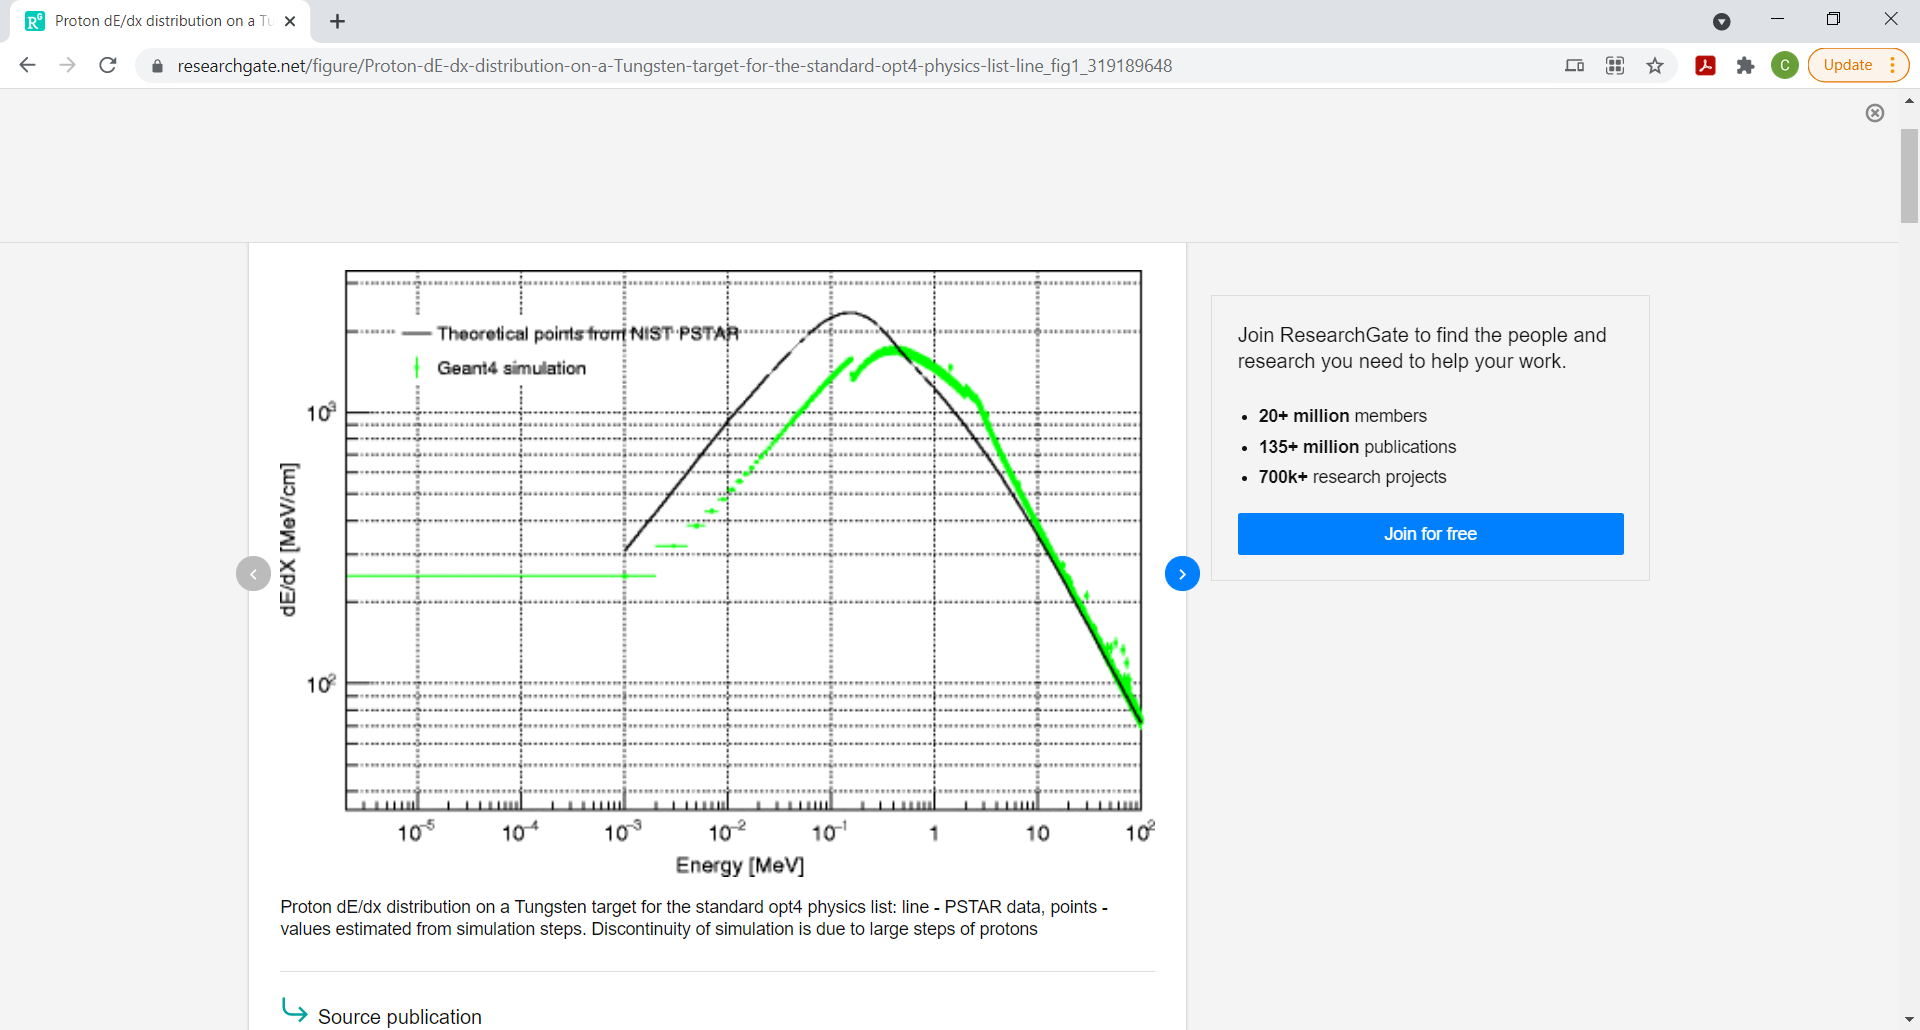 Proton dE/dx distribution on a Tu
researchgate.net/figure/Proton-dE-dx-distribution-on-a-Tungsten-target-for-the-standard-opt4-physics-list-line_fig1_319189648
C
Update
Theoretical points from NIST PSTAR
Geant4 simulation
10³
10²
dE/dX [MeV/cm]
10⁻⁵ 10⁻⁴ 10⁻³ 10⁻² 10⁻¹ 1 10 10²
Energy [MeV]
Proton dE/dx distribution on a Tungsten target for the standard opt4 physics list: line - PSTAR data, points -
values estimated from simulation steps. Discontinuity of simulation is due to large steps of protons
Source publication
Join ResearchGate to find the people and
research you need to help your work.
• 20+ million members
• 135+ million publications
• 700k+ research projects
Join for free